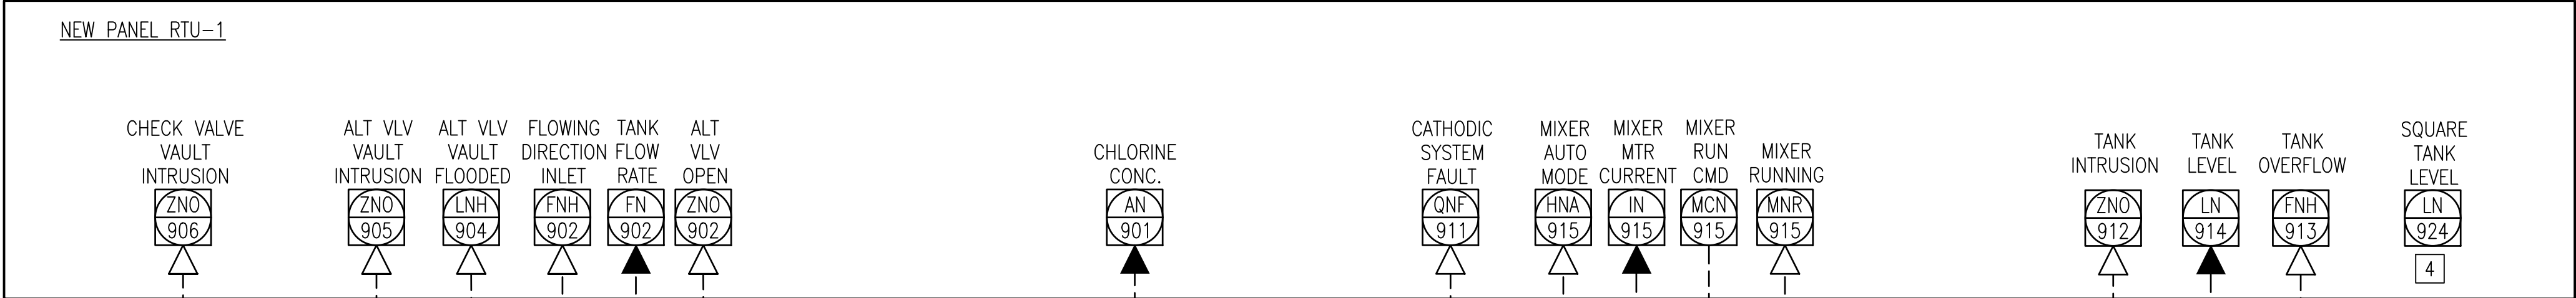 NEW PANEL RTU-1
CHECK VALVE
VAULT
INTRUSION
ZNO
906
ALT VLV
VAULT
INTRUSION
ZNO
905
ALT VLV
VAULT
FLOODED
LNH
904
FLOWING
DIRECTION
INLET
FNH
902
TANK
FLOW
RATE
FN
902
ALT
VLV
OPEN
ZNO
902
CHLORINE
CONC.
AN
901
CATHODIC
SYSTEM
FAULT
QNF
911
MIXER
AUTO
MODE
HNA
915
MIXER
MTR
CURRENT
IN
915
MIXER
RUN
CMD
MCN
915
MIXER
RUNNING
MNR
915
TANK
INTRUSION
ZNO
912
TANK
LEVEL
LN
914
TANK
OVERFLOW
FNH
913
SQUARE
TANK
LEVEL
LN
924
4